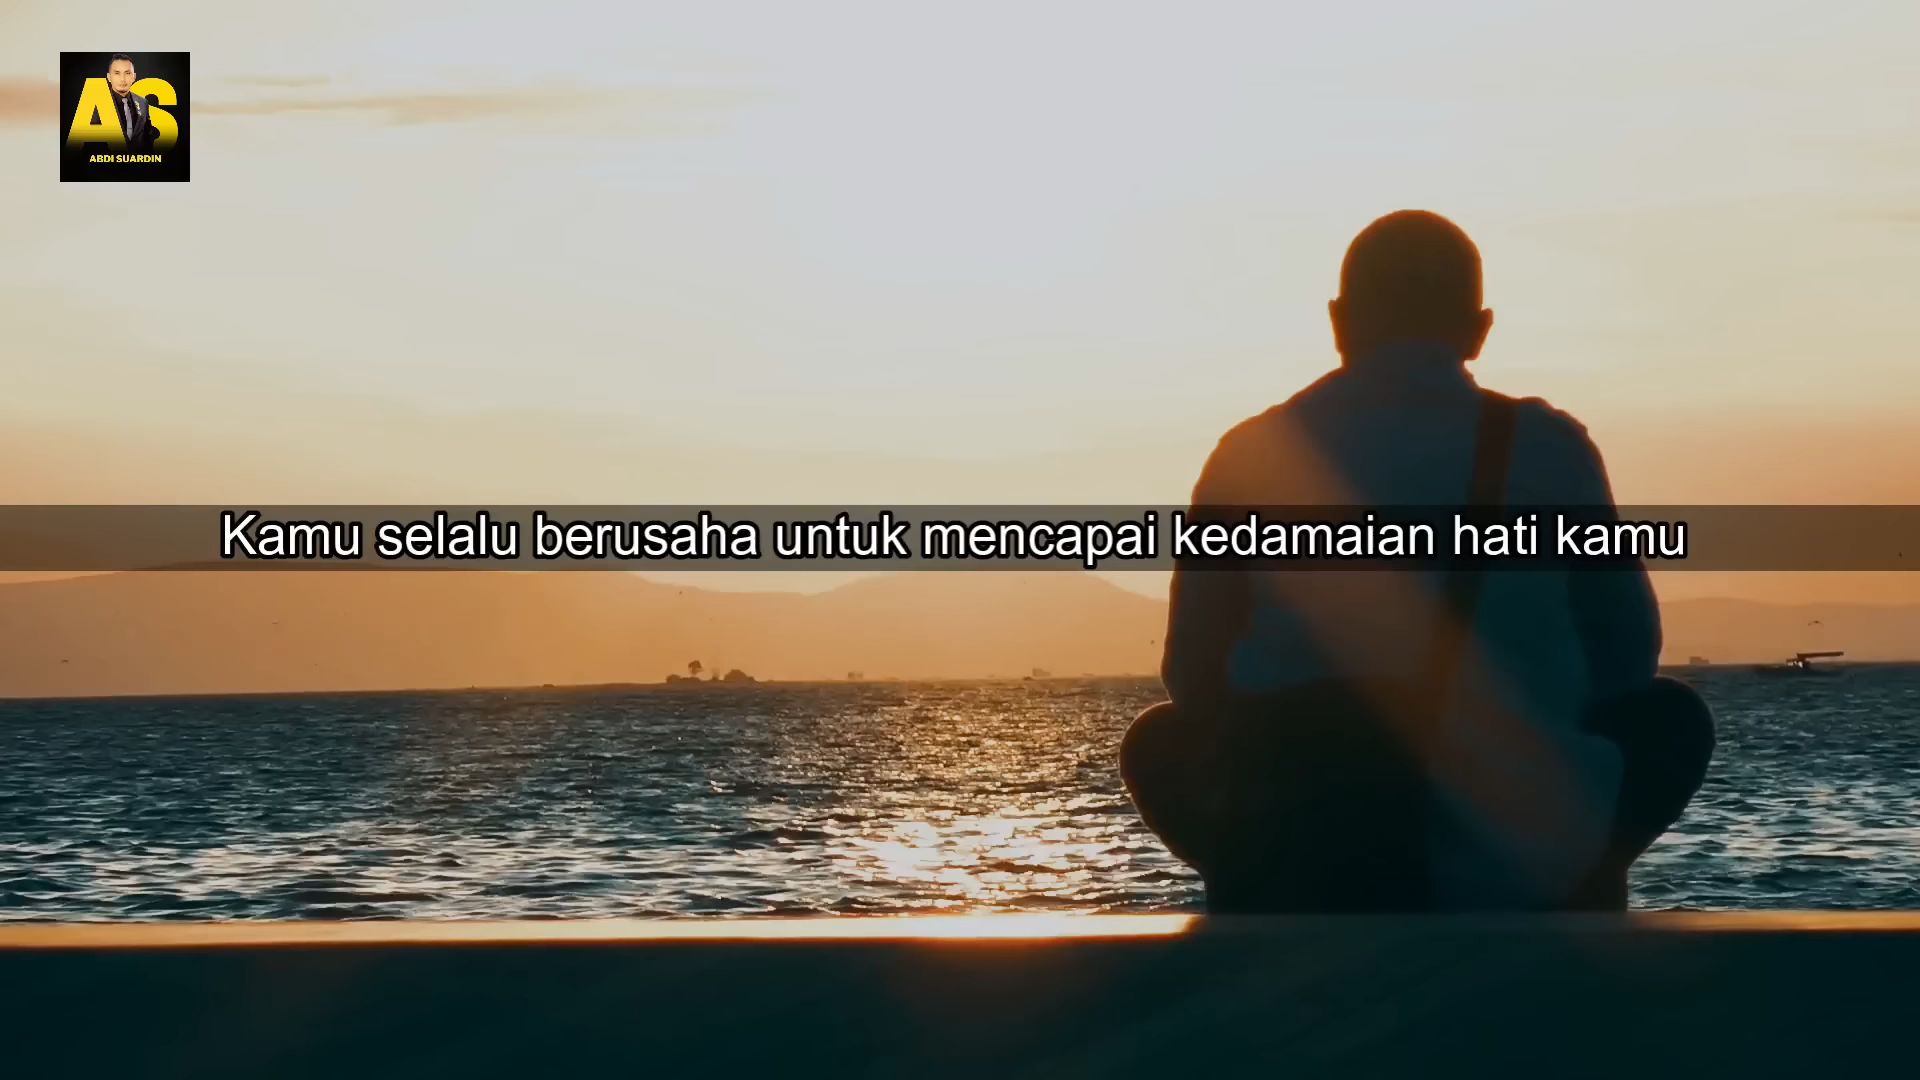 AS
ABDI SUARDIN
Kamu selalu berusaha untuk mencapai kedamaian hati kamu